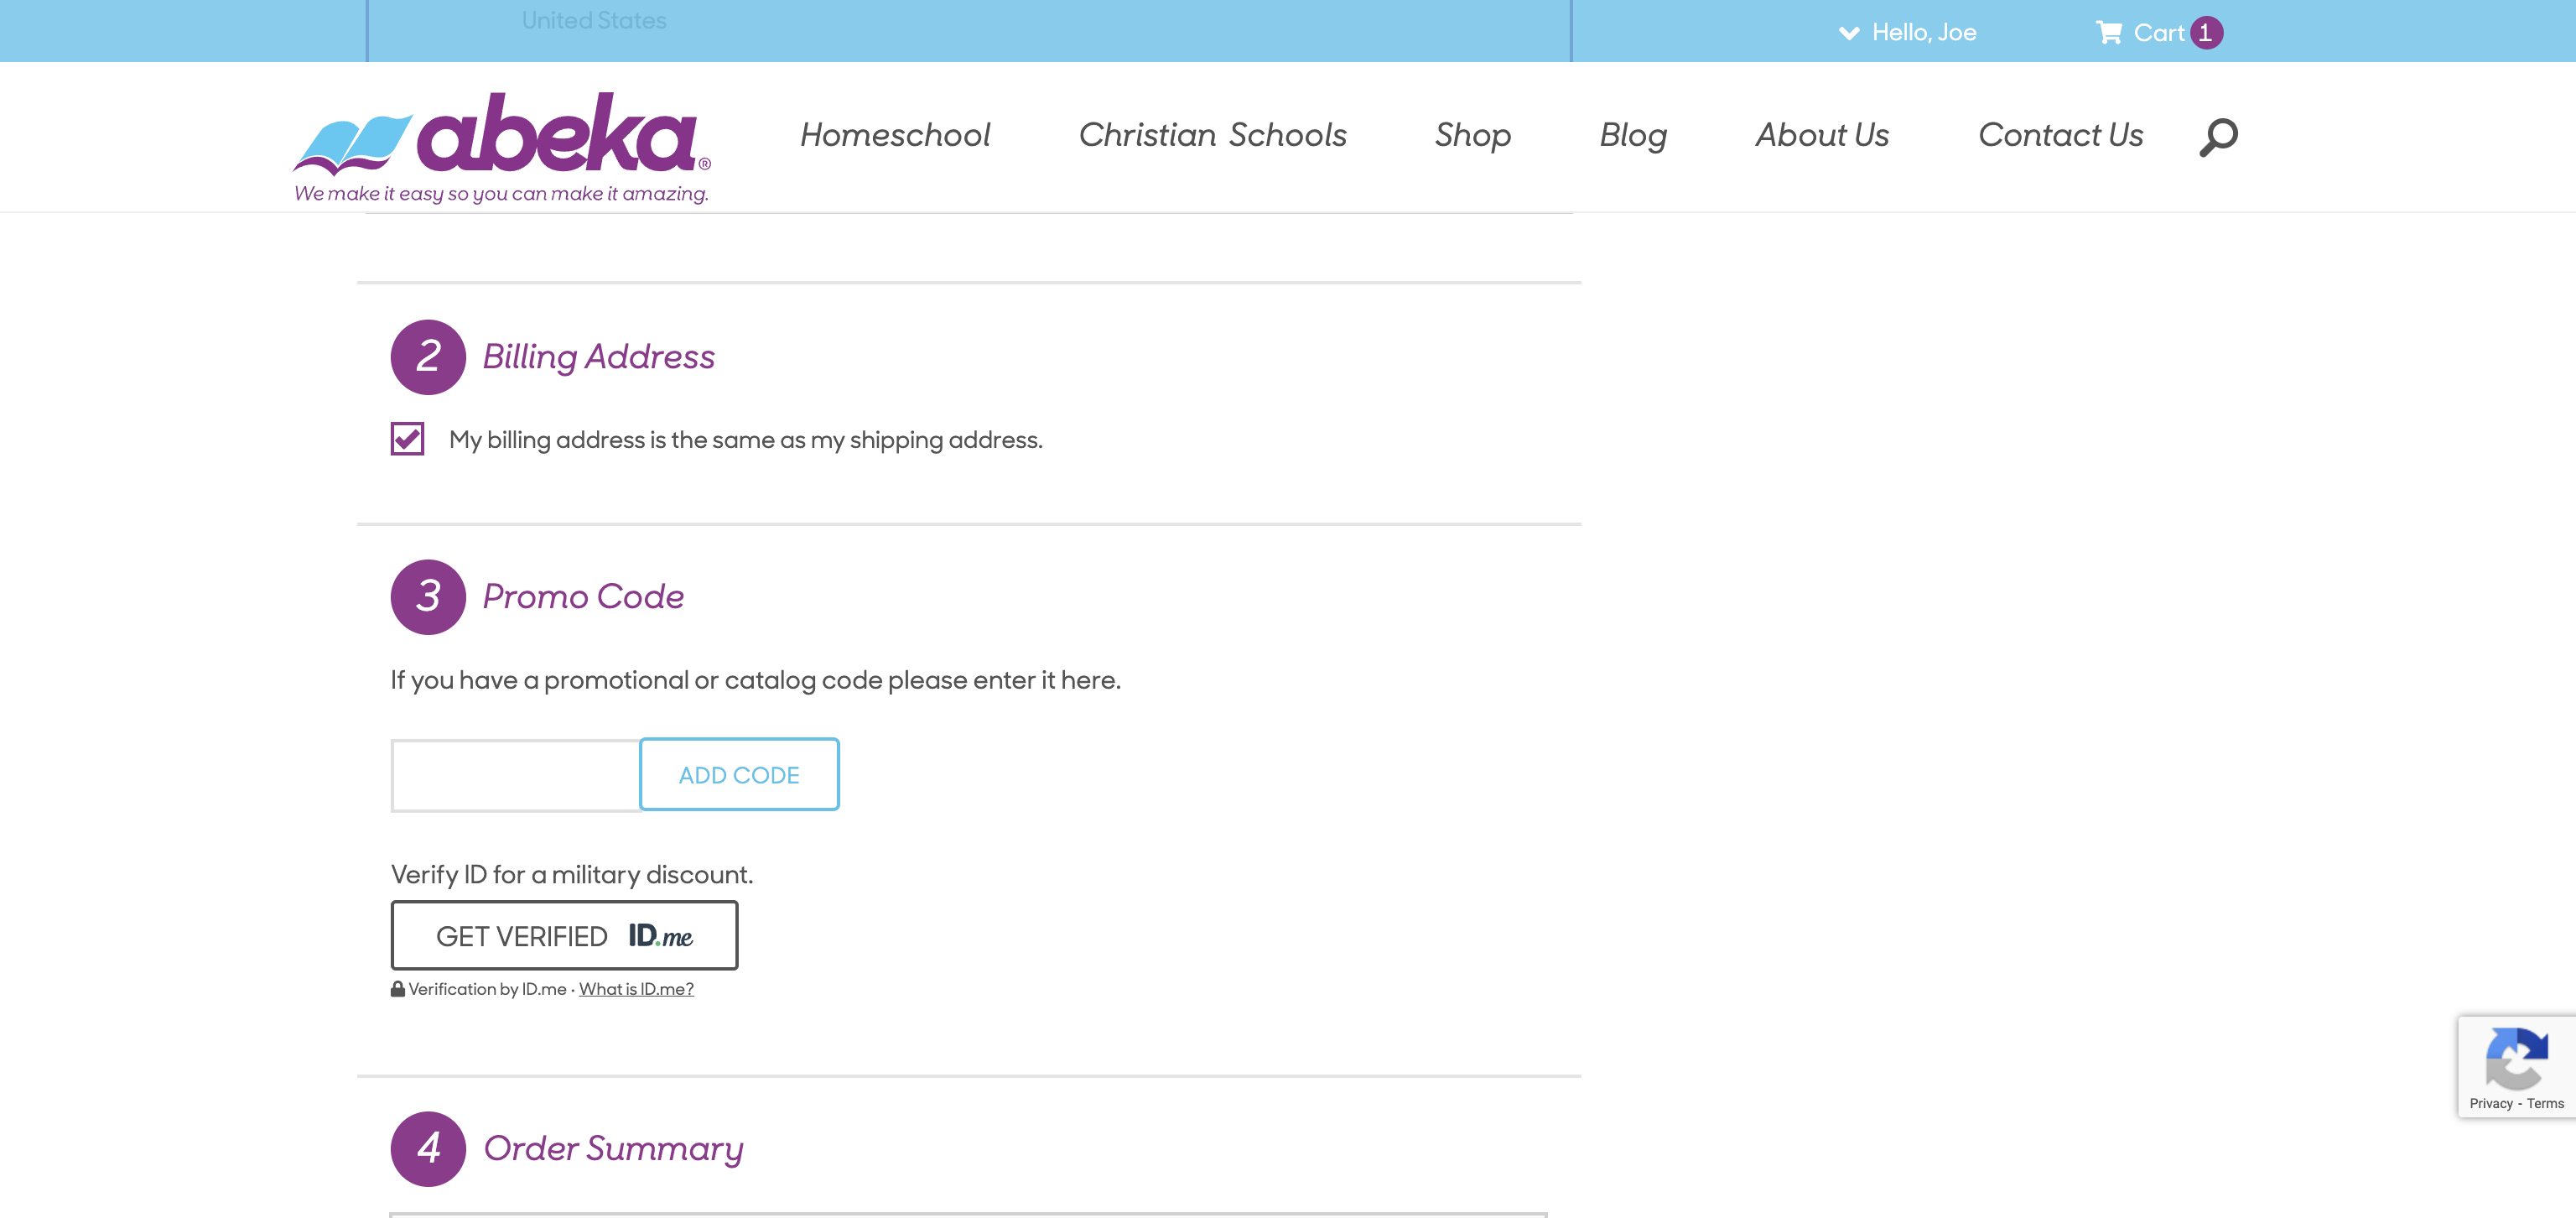 United States
Hello, Joe
Cart 1
abeka®
We make it easy so you can make it amazing.
Homeschool
Christian Schools
Shop
Blog
About Us
Contact Us
2 Billing Address
My billing address is the same as my shipping address.
3 Promo Code
If you have a promotional or catalog code please enter it here.
ADD CODE
Verify ID for a military discount.
GET VERIFIED ID.me
Verification by ID.me · What is ID.me?
Privacy - Terms
4 Order Summary